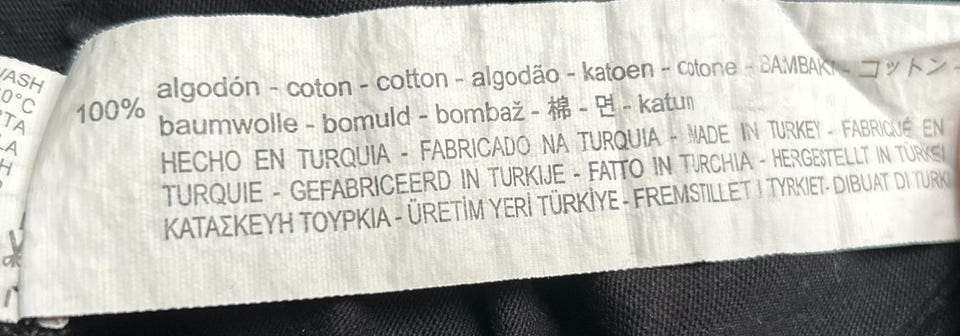 WASH
0°C
TA
LA
H
100%
algodón - coton - cotton - algodão - katoen - cotone - BAMBAKI - コットン -
baumwolle - bomuld - bombaž - 棉 - 면 - katun
HECHO EN TURQUIA - FABRICADO NA TURQUIA - MADE IN TURKEY - FABRIQUÉ EN
TURQUIE - GEFABRICEERD IN TURKIJE - FATTO IN TURCHIA - HERGESTELLT IN TÜRKEI
ΚΑΤΑΣΚΕΥΗ ΤΟΥΡΚΙΑ - ÜRETİM YERİ TÜRKİYE - FREMSTILLET I TYRKIET - DIBUAT DI TURKI